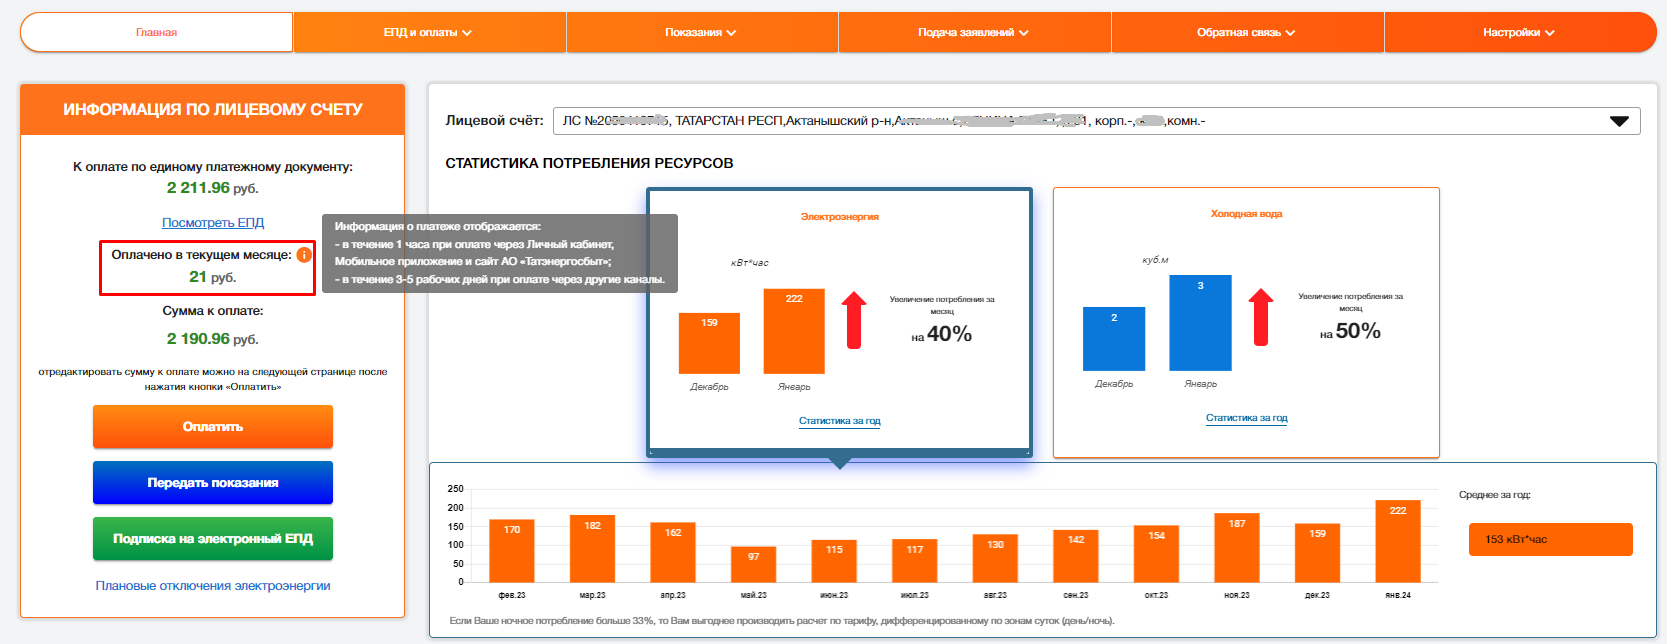 Главная
ЕПД и оплаты
Показания
Подача заявлений
Обратная связь
Настройки
ИНФОРМАЦИЯ ПО ЛИЦЕВОМУ СЧЕТУ
К оплате по единому платежному документу:
2 211.96 руб.
Посмотреть ЕПД
Оплачено в текущем месяце:
21 руб.
Информация о платеже отображается:
- в течение 1 часа при оплате через Личный кабинет,
Мобильное приложение и сайт АО «Татэнергосбыт»;
- в течение 3-5 рабочих дней при оплате через другие каналы.
Сумма к оплате:
2 190.96 руб.
отредактировать сумму к оплате можно на следующей странице после
нажатия кнопки «Оплатить»
Оплатить
Передать показания
Подписка на электронный ЕПД
Плановые отключения электроэнергии
Лицевой счёт:
ЛС ТАТАРСТАН РЕСП,Актанышский р-н, корп.-, ,комн.-
СТАТИСТИКА ПОТРЕБЛЕНИЯ РЕСУРСОВ
Электроэнергия
кВт*час
159
222
Декабрь
Январь
Увеличение потребления за
месяц
на 40%
Статистика за год
Холодная вода
куб.м
2
3
Декабрь
Январь
Увеличение потребления за
месяц
на 50%
Статистика за год
250
200
150
100
50
0
170
182
162
97
115
117
130
142
154
187
159
222
фев.23
мар.23
апр.23
май.23
июн.23
июл.23
авг.23
сен.23
окт.23
ноя.23
дек.23
янв.24
Среднее за год:
153 кВт*час
Если Ваше ночное потребление больше 33%, то Вам выгоднее производить расчет по тарифу, дифференцированному по зонам суток (день/ночь).